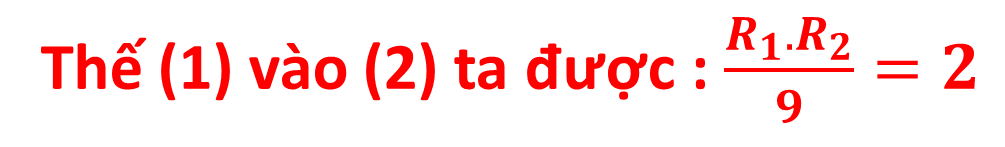 Thế (1) vào (2) ta được : $\frac{R_1.R_2}{9} = 2$